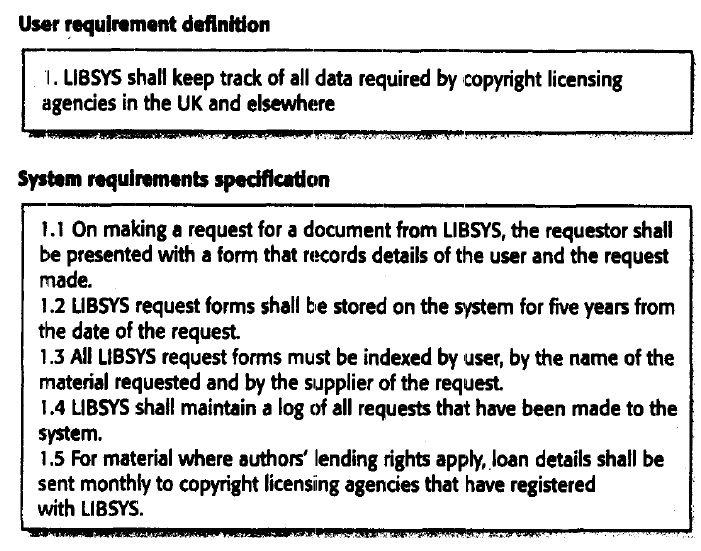 User requirement definition
1. LIBSYS shall keep track of all data required by copyright licensing
agencies in the UK and elsewhere
System requirements specification
1.1 On making a request for a document from LIBSYS, the requestor shall
be presented with a form that records details of the user and the request
made.
1.2 LIBSYS request forms shall be stored on the system for five years from
the date of the request.
1.3 All LIBSYS request forms must be indexed by user, by the name of the
material requested and by the supplier of the request.
1.4 LIBSYS shall maintain a log of all requests that have been made to the
system.
1.5 For material where authors' lending rights apply, loan details shall be
sent monthly to copyright licensing agencies that have registered
with LIBSYS.